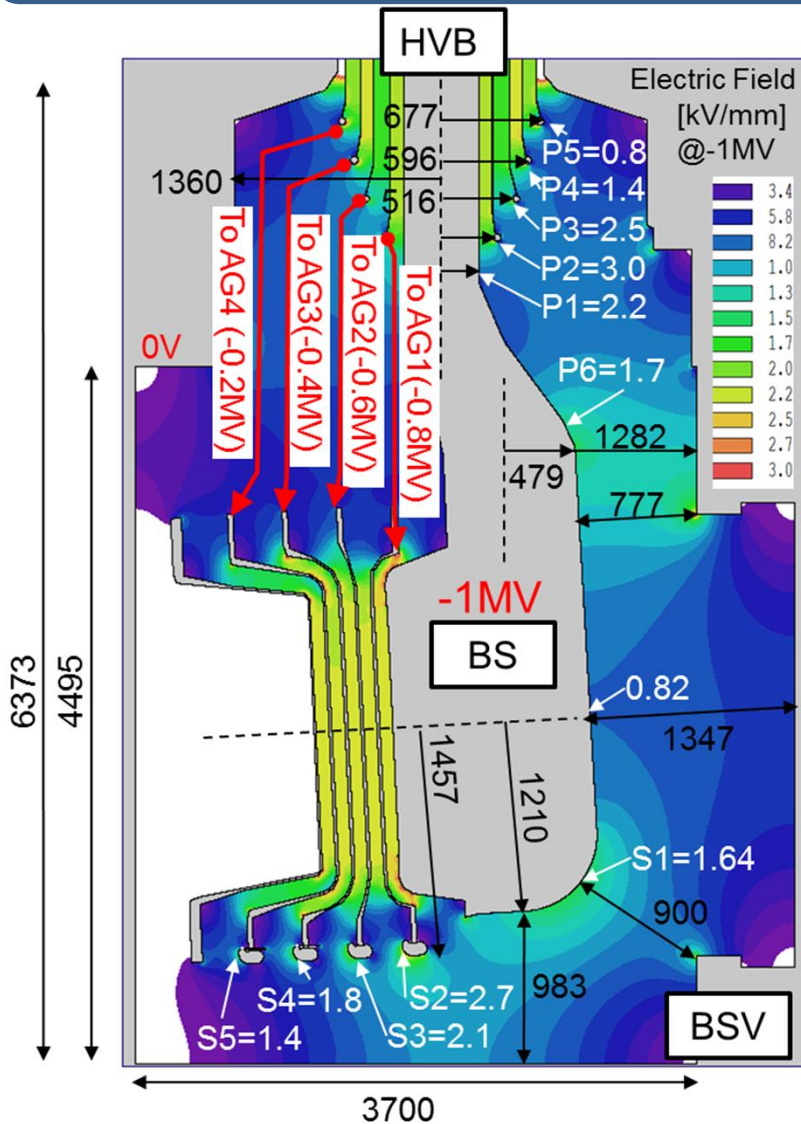 HVB
Electric Field
[kV/mm]
@-1MV
3.4
5.8
8.2
1.0
1.3
1.5
1.7
2.0
2.2
2.5
2.7
3.0
677
596
516
1360
P5=0.8
P4=1.4
P3=2.5
P2=3.0
P1=2.2
P6=1.7
To AG4 (-0.2MV)
To AG3(-0.4MV)
To AG2(-0.6MV)
To AG1(-0.8MV)
0V
1282
479
777
-1MV
BS
6373
4495
0.82
1347
1457
1210
S1=1.64
900
983
S5=1.4
S4=1.8
S3=2.1
S2=2.7
BSV
3700